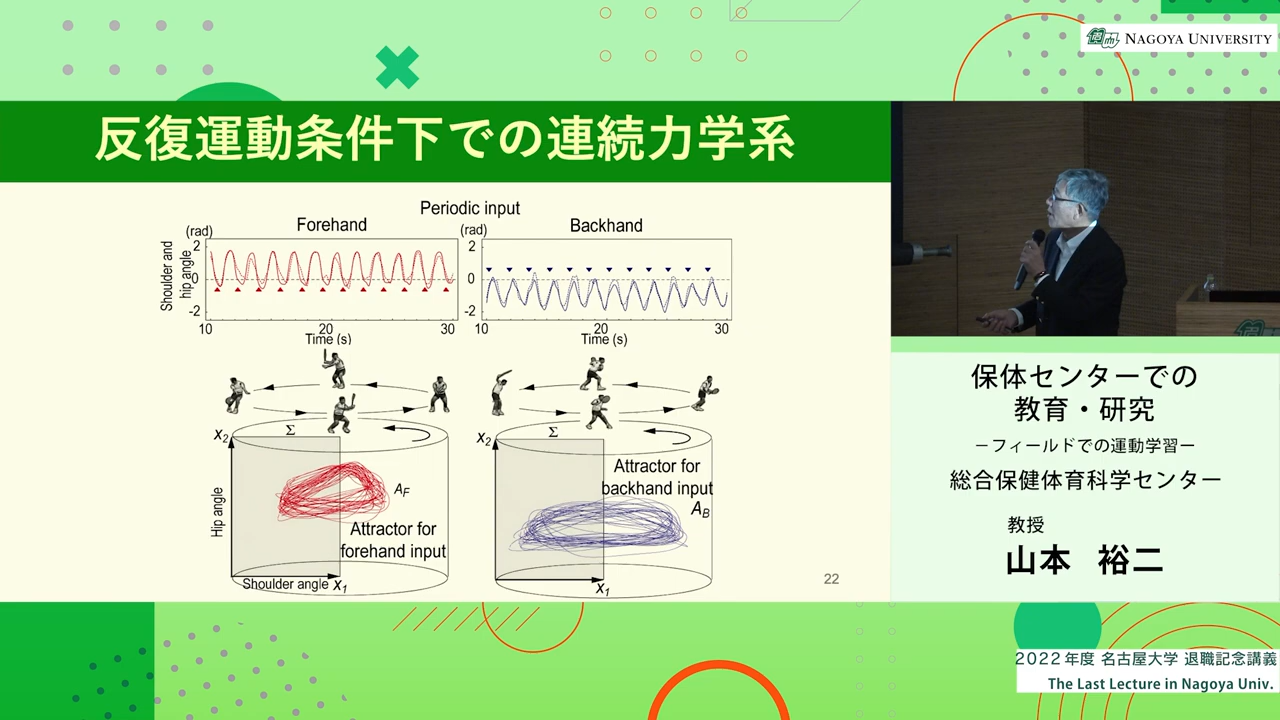 NAGOYA UNIVERSITY
反復運動条件下での連続力学系
Periodic input
Forehand
Backhand
(rad)
(rad)
Shoulder and
hip angle
2
0
-2
10
20
30
Time (s)
2
0
-2
10
20
30
Time (s)
Σ
X2
Hip angle
AF
Attractor for
forehand input
Shoulder angle X1
Σ
X2
Attractor for
backhand input
AB
X1
22
保体センターでの
教育・研究
－フィールドでの運動学習－
総合保健体育科学センター
教授
山本 裕二
2022年度 名古屋大学 退職記念講義
The Last Lecture in Nagoya Univ.